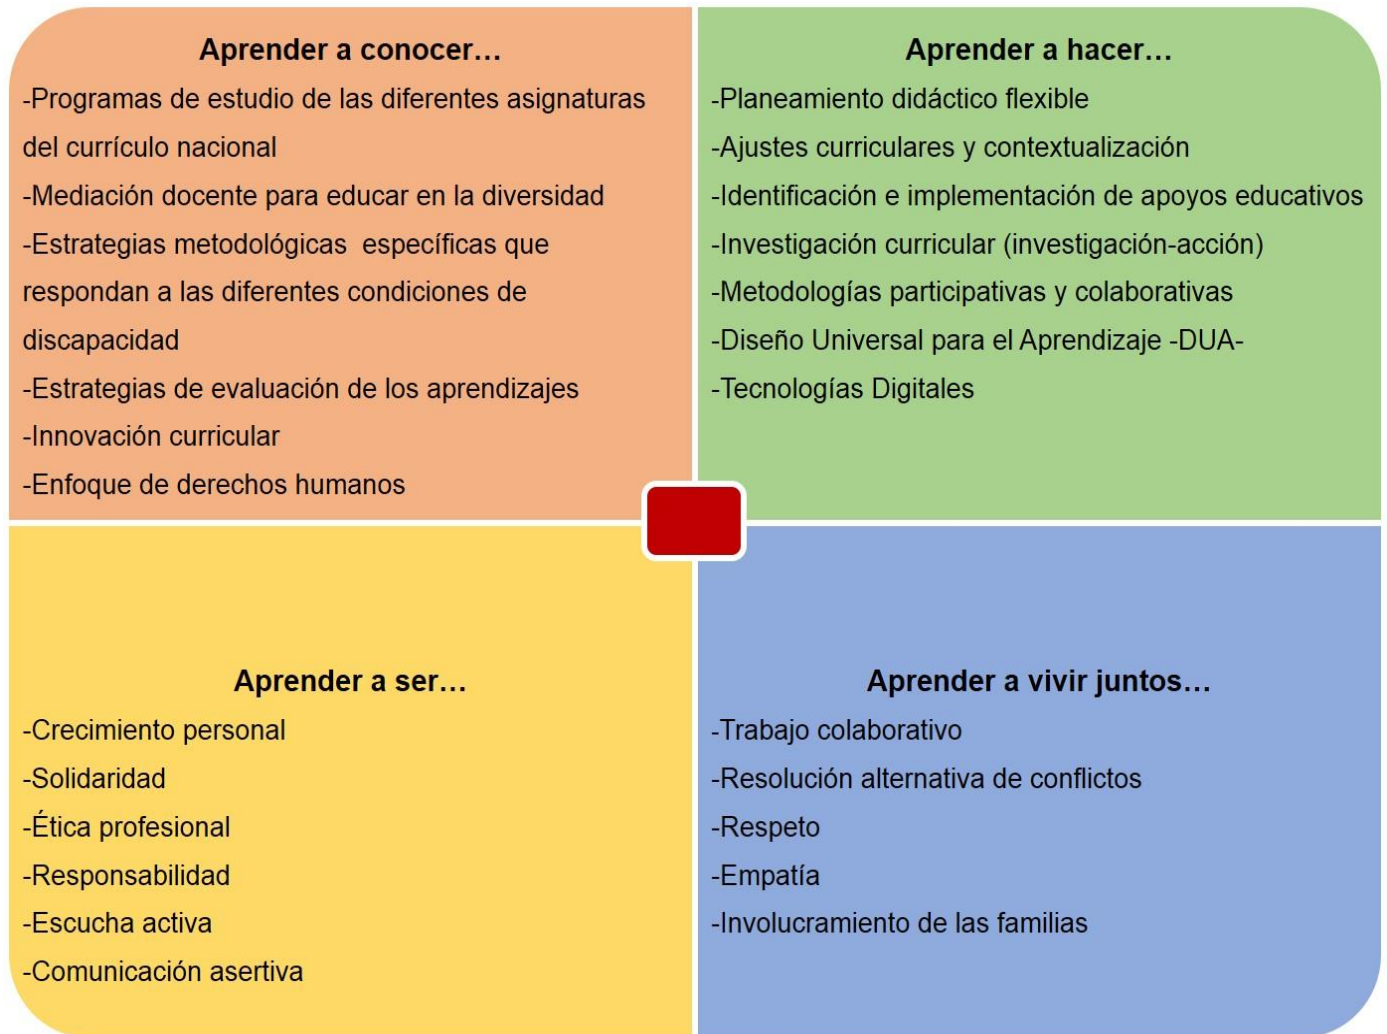 Aprender a conocer…
-Programas de estudio de las diferentes asignaturas
del currículo nacional
-Mediación docente para educar en la diversidad
-Estrategias metodológicas  específicas que
respondan a las diferentes condiciones de
discapacidad
-Estrategias de evaluación de los aprendizajes
-Innovación curricular
-Enfoque de derechos humanos
Aprender a hacer…
-Planeamiento didáctico flexible
-Ajustes curriculares y contextualización
-Identificación e implementación de apoyos educativos
-Investigación curricular (investigación-acción)
-Metodologías participativas y colaborativas
-Diseño Universal para el Aprendizaje -DUA-
-Tecnologías Digitales
Aprender a ser…
-Crecimiento personal
-Solidaridad
-Ética profesional
-Responsabilidad
-Escucha activa
-Comunicación asertiva
Aprender a vivir juntos…
-Trabajo colaborativo
-Resolución alternativa de conflictos
-Respeto
-Empatía
-Involucramiento de las familias